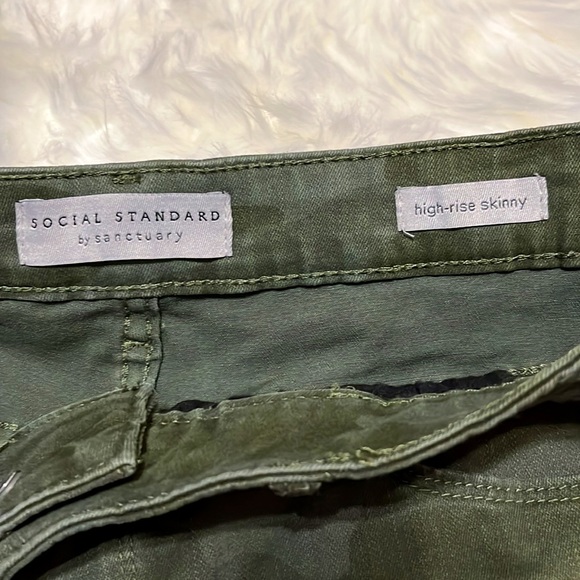 SOCIAL STANDARD
by sanctuary
high-rise skinny